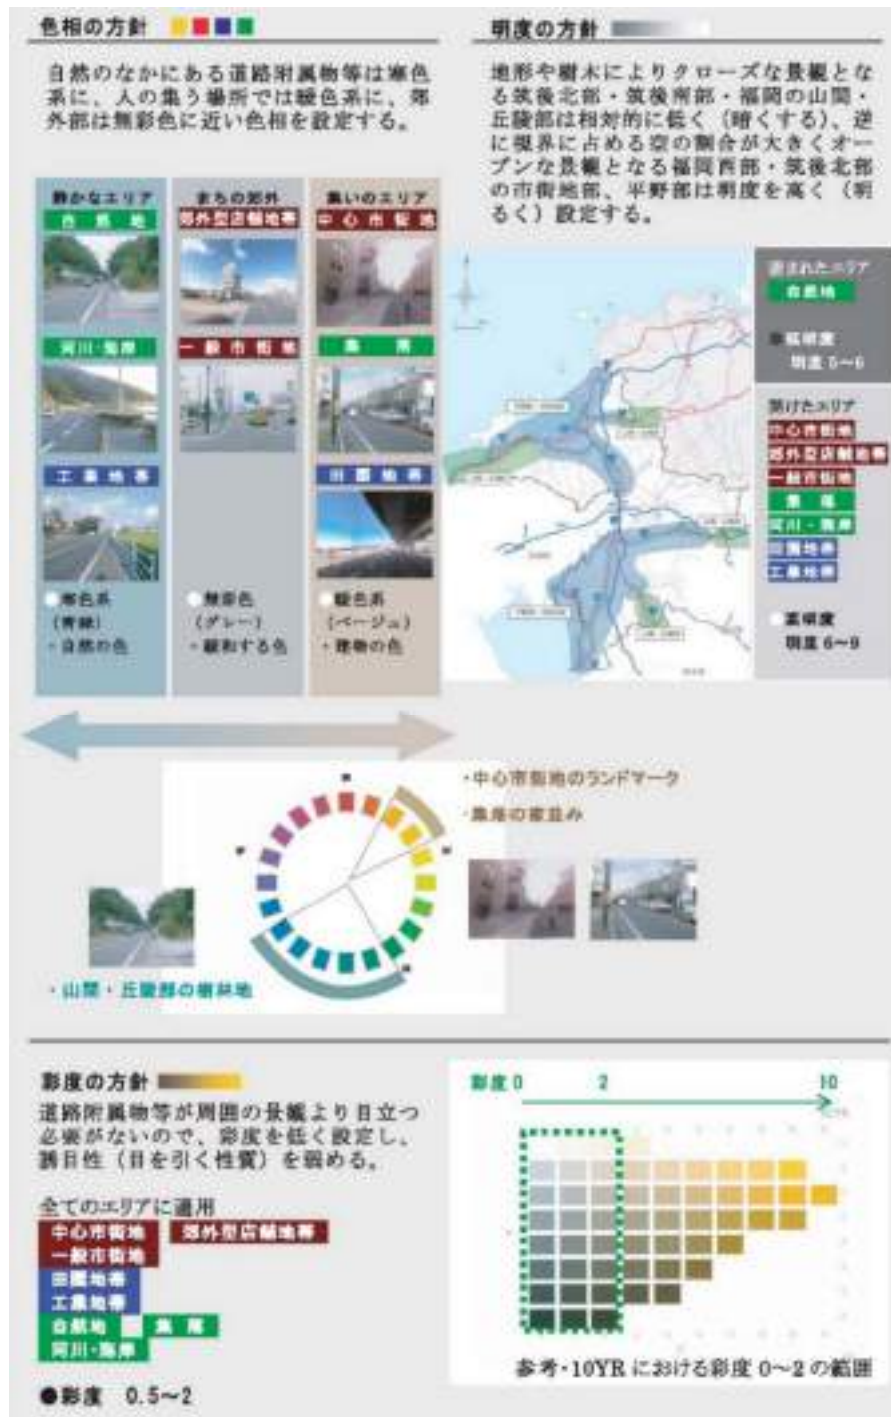 色相の方針
自然のなかにある道路附属物等は寒色
系に、人の集う場所では暖色系に、郊
外部は無彩色に近い色相を設定する。
静かなエリア
自然地
河川・海岸
工業地帯
寒色系
（青緑）
・自然の色
まちの郊外
郊外型店舗地帯
一般市街地
無彩色
（グレー）
・緩和する色
集いのエリア
中心市街地
集落
田園地帯
暖色系
（ベージュ）
・建物の色
明度の方針
地形や樹木によりクローズな景観とな
る筑後北部・筑後南部・福岡の山間・
丘陵部は相対的に低く（暗くする）、逆
に視界に占める空の割合が大きくオー
プンな景観となる福岡西部・筑後北部
の市街地部、平野部は明度を高く（明
るく）設定する。
自然地
低明度
明度 5～6
開けたエリア
中心市街地
郊外型店舗地帯
一般市街地
集落
河川・海岸
田園地帯
工業地帯
高明度
明度 6～9
・中心市街地のランドマーク
・集落の家並み
・山間・丘陵部の樹林地
彩度の方針
道路附属物等が周囲の景観より目立つ
必要がないので、彩度を低く設定し、
誘目性（目を引く性質）を弱める。
全てのエリアに適用
中心市街地 郊外型店舗地帯
一般市街地
田園地帯
工業地帯
自然地 集落
河川・海岸
●彩度 0.5～2
彩度 0 2 10
参考・10YR における彩度 0～2 の範囲